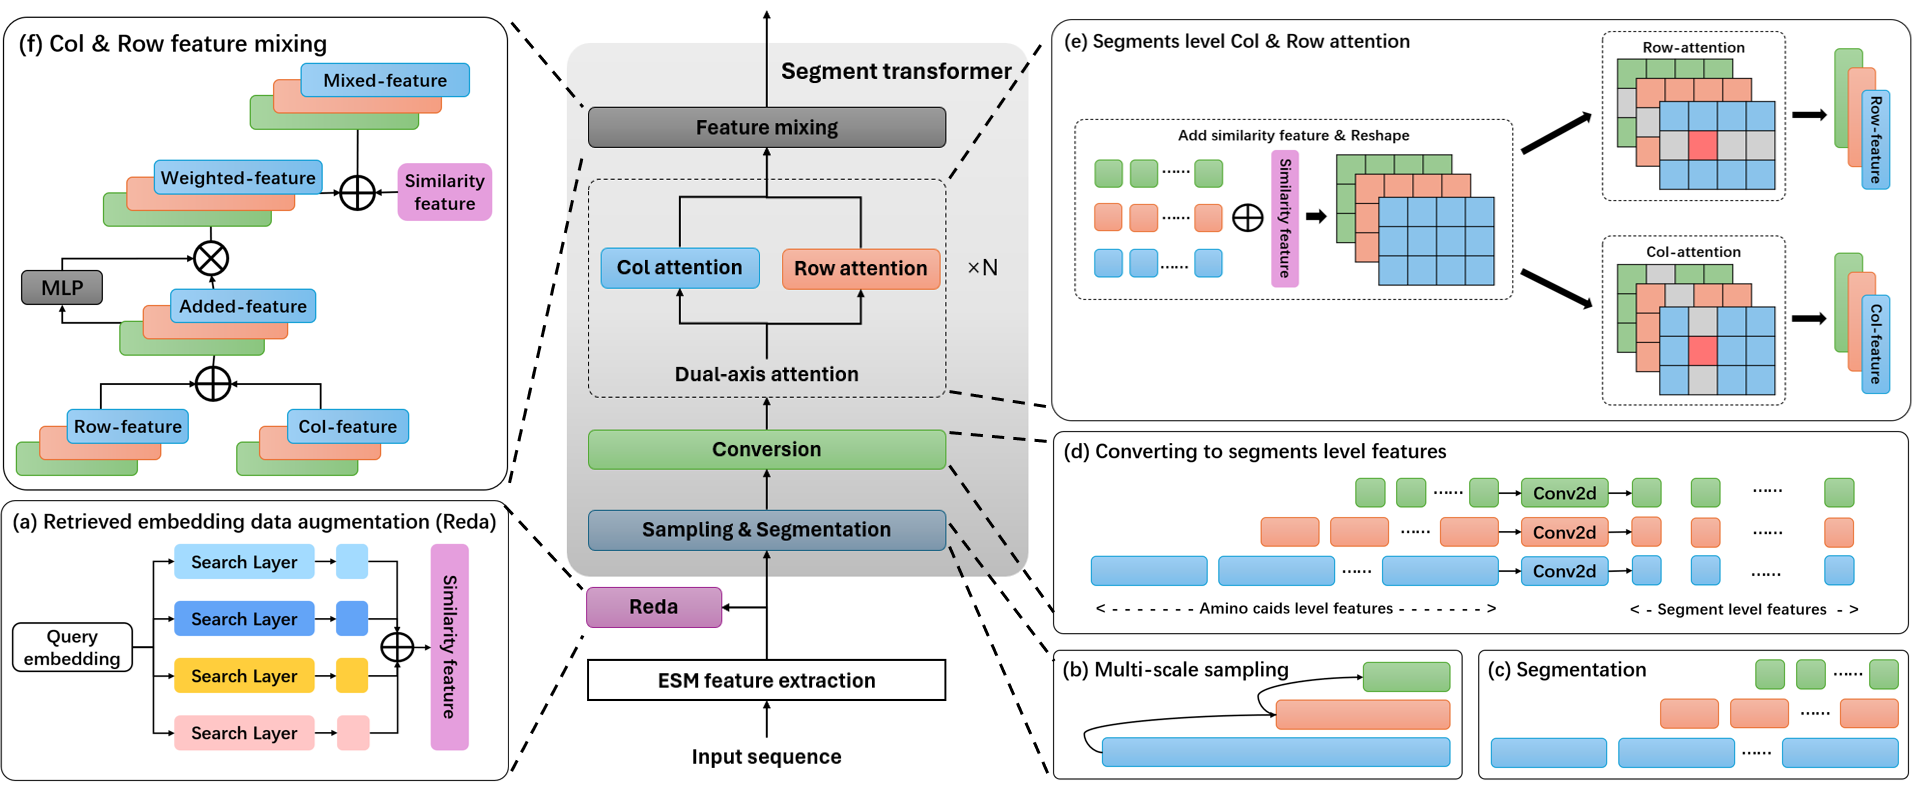 (f) Col & Row feature mixing
Mixed-feature
Weighted-feature
Similarity
feature
MLP
Added-feature
Row-feature
Col-feature
(a) Retrieved embedding data augmentation (Reda)
Search Layer
Search Layer
Query
embedding
Search Layer
Search Layer
Similarity feature
Segment transformer
Feature mixing
Col attention
Row attention
×N
Dual-axis attention
Conversion
Sampling & Segmentation
Reda
ESM feature extraction
Input sequence
(e) Segments level Col & Row attention
Add similarity feature & Reshape
......
......
......
Similarity feature
Row-attention
Row-feature
Col-attention
Col-feature
(d) Converting to segments level features
...... Conv2d ......
...... Conv2d ......
...... Conv2d ......
< - - - - - - - Amino caids level features - - - - - - - >
< - Segment level features - >
(b) Multi-scale sampling
(c) Segmentation
......
......
......